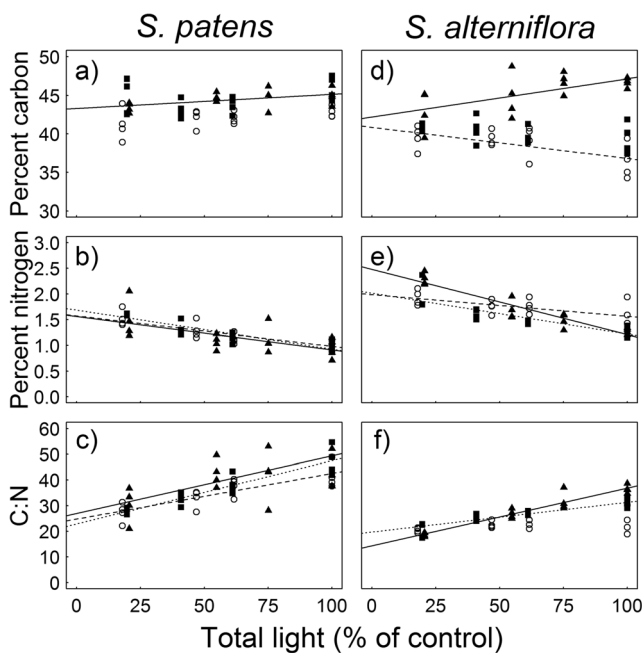 S. patens
S. alterniflora
Percent carbon
50
45
40
35
30
a)
d)
Percent nitrogen
3.0
2.5
2.0
1.5
1.0
0.5
0.0
b)
e)
C:N
60
50
40
30
20
10
0
c)
f)
0 25 50 75 100
0 25 50 75 100
Total light (% of control)